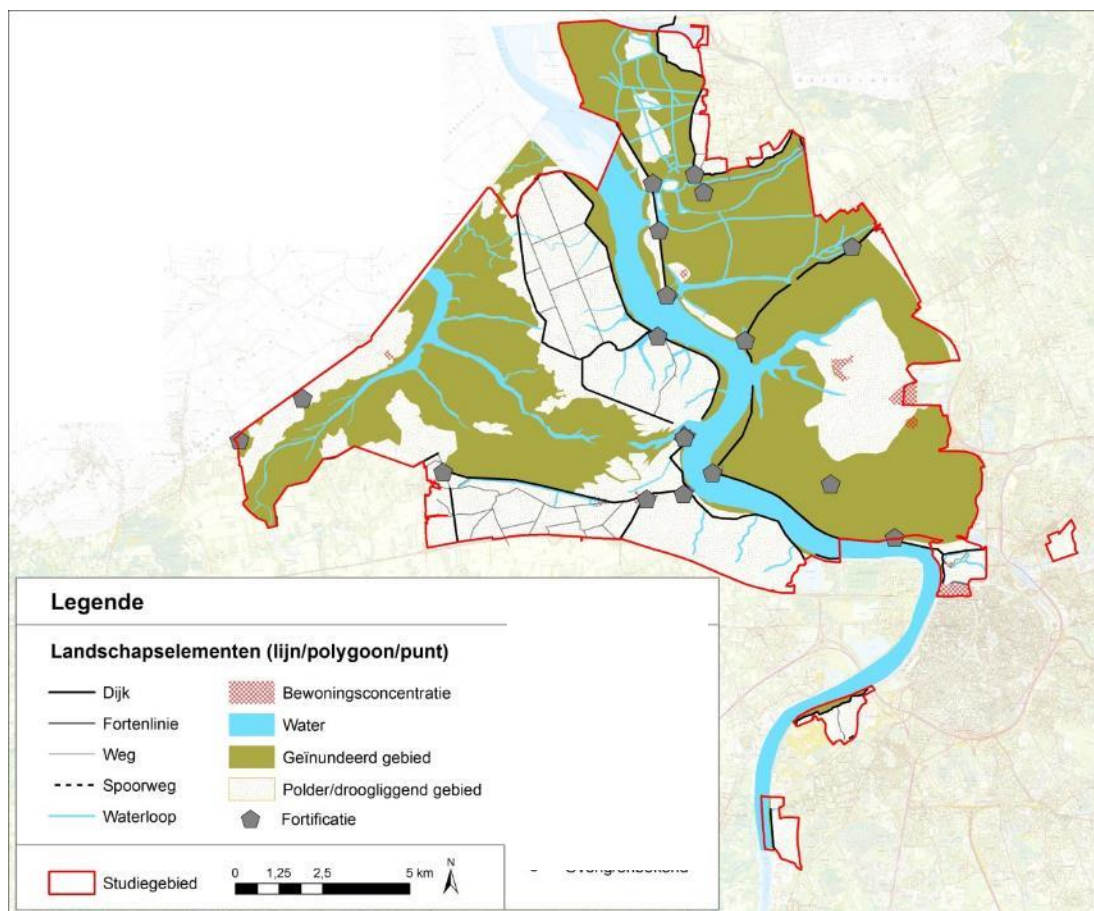 Legende
Landschapselementen (lijn/polygoon/punt)
Dijk
Fortenlinie
Weg
Spoorweg
Waterloop
Bewoningsconcentratie
Water
Geïnundeerd gebied
Polder/droogliggend gebied
Fortificatie
Studiegebied
0 1,25 2,5 5 km
N